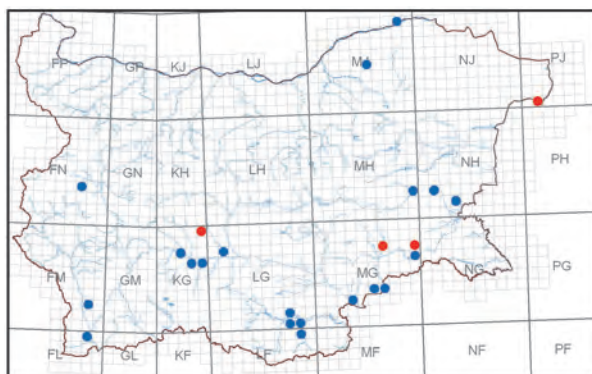 FP GP KJ LJ MJ NJ PJ
FN GN KH LH MH NH PH
FM GM KG LG MG NG PG
FL GL KF LF MF NF PF